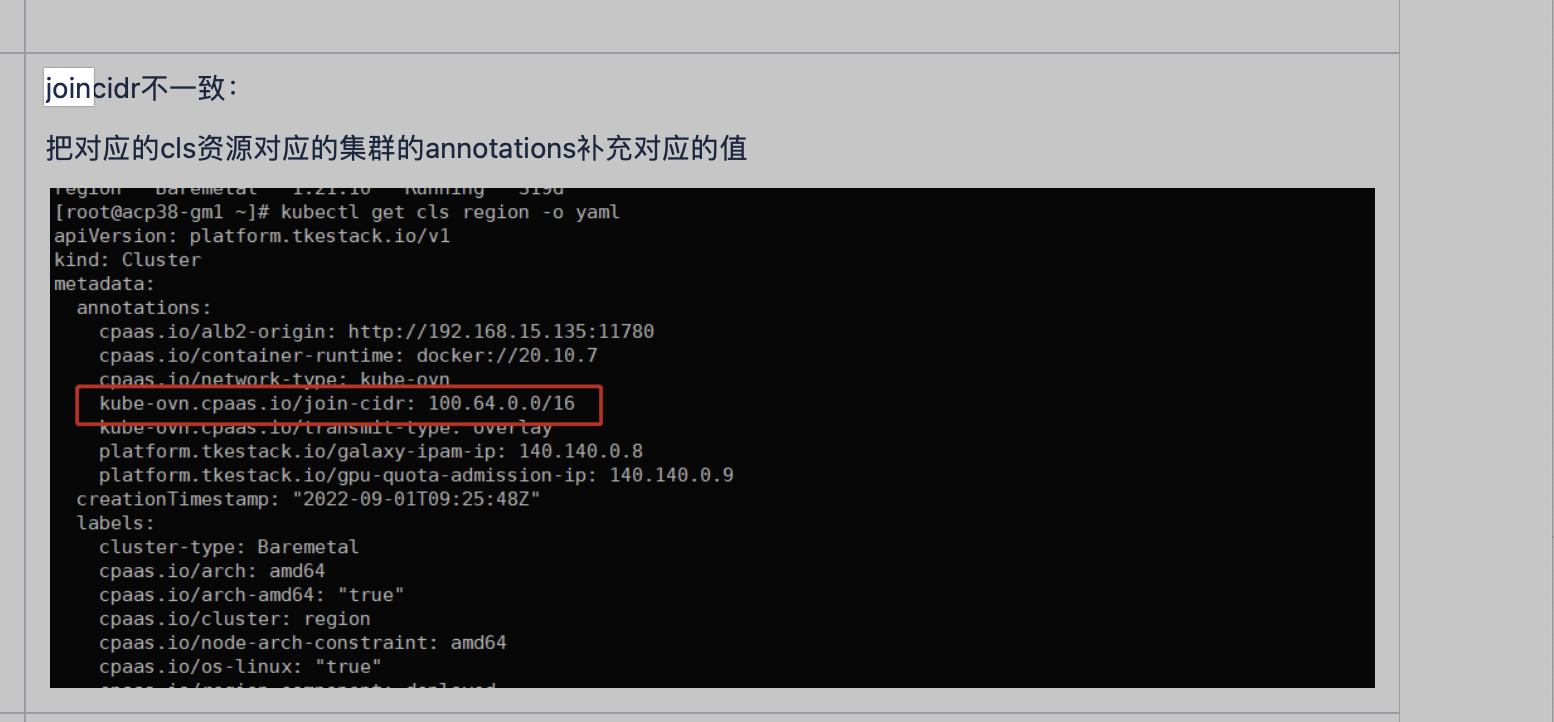 joincidr不一致：
把对应的cls资源对应的集群的annotations补充对应的值
region Baremetal 1.21.10 Running 319d
[root@acp38-gm1 ~]# kubectl get cls region -o yaml
apiVersion: platform.tkestack.io/v1
kind: Cluster
metadata:
annotations:
cpaas.io/alb2-origin: http://192.168.15.135:11780
cpaas.io/container-runtime: docker://20.10.7
cpaas.io/network-type: kube-ovn
kube-ovn.cpaas.io/join-cidr: 100.64.0.0/16
kube-ovn.cpaas.io/transmit-type: overlay
platform.tkestack.io/galaxy-ipam-ip: 140.140.0.8
platform.tkestack.io/gpu-quota-admission-ip: 140.140.0.9
creationTimestamp: "2022-09-01T09:25:48Z"
labels:
cluster-type: Baremetal
cpaas.io/arch: amd64
cpaas.io/arch-amd64: "true"
cpaas.io/cluster: region
cpaas.io/node-arch-constraint: amd64
cpaas.io/os-linux: "true"